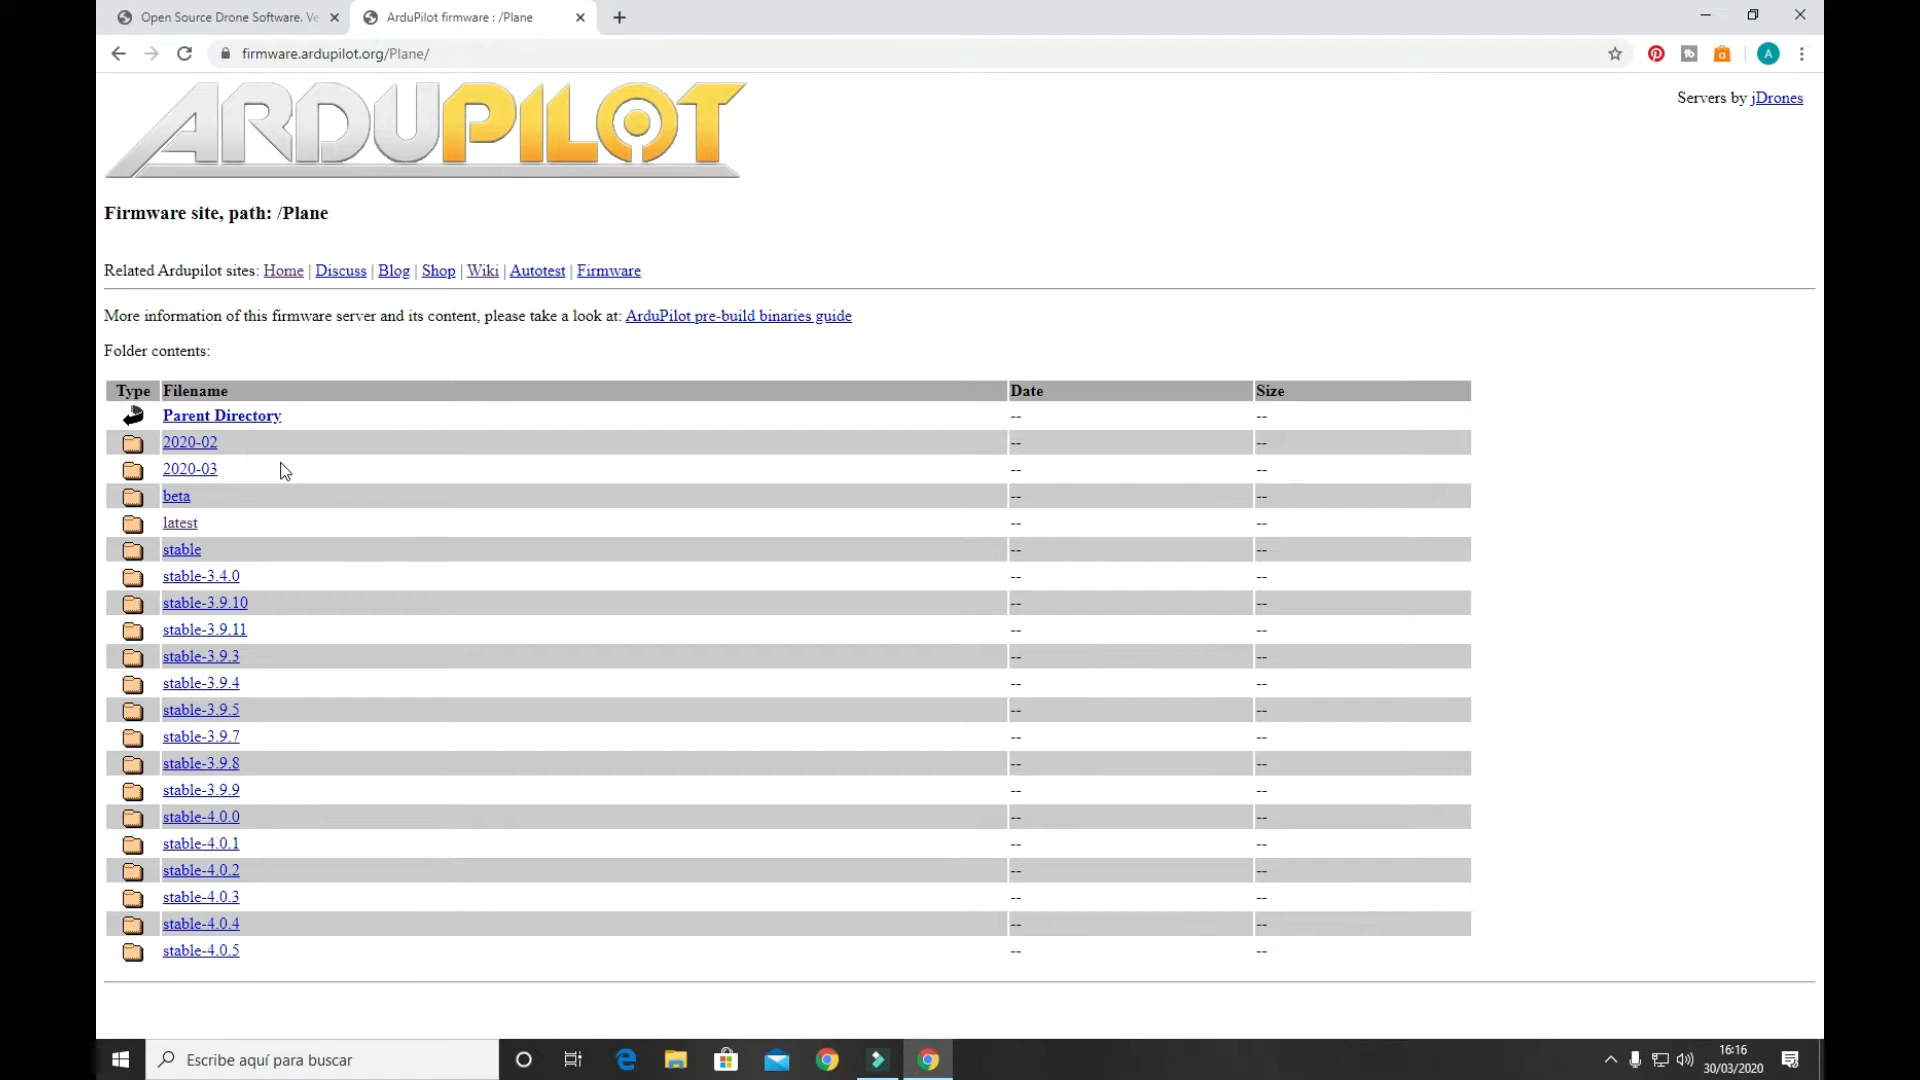 Open Source Drone Software. Ve
ArduPilot firmware : /Plane
firmware.ardupilot.org/Plane/
A
ARDUPILOT
Servers by jDrones
Firmware site, path: /Plane
Related Ardupilot sites: Home | Discuss | Blog | Shop | Wiki | Autotest | Firmware
More information of this firmware server and its content, please take a look at: ArduPilot pre-build binaries guide
Folder contents:
Type Filename Date Size
Parent Directory -- --
2020-02 -- --
2020-03 -- --
beta -- --
latest -- --
stable -- --
stable-3.4.0 -- --
stable-3.9.10 -- --
stable-3.9.11 -- --
stable-3.9.3 -- --
stable-3.9.4 -- --
stable-3.9.5 -- --
stable-3.9.7 -- --
stable-3.9.8 -- --
stable-3.9.9 -- --
stable-4.0.0 -- --
stable-4.0.1 -- --
stable-4.0.2 -- --
stable-4.0.3 -- --
stable-4.0.4 -- --
stable-4.0.5 -- --
Escribe aquí para buscar
16:16
30/03/2020